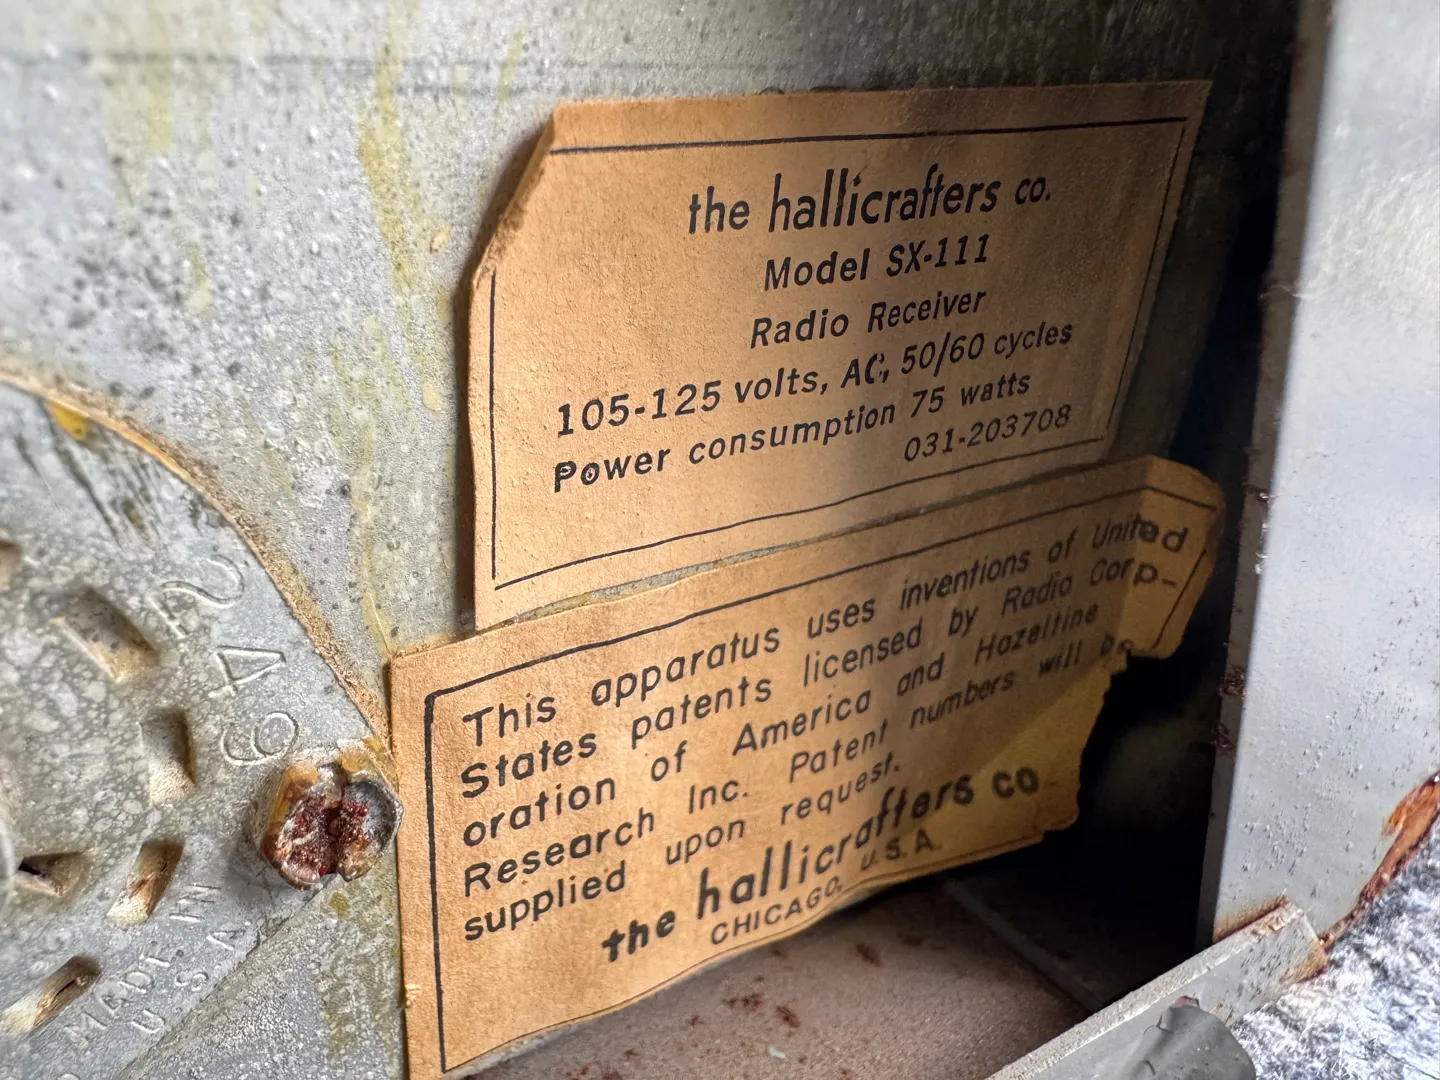 the hallicrafters co.
Model SX-111
Radio Receiver
105-125 volts, AC, 50/60 cycles
Power consumption 75 watts
031-203708
This apparatus uses inventions of United
States patents licensed by Radio Corp-
oration of America and Hazeltine
Research Inc. Patent numbers will be
supplied upon request.
the hallicrafters co.
CHICAGO, U.S.A.
249
MADE IN
U.S.A.